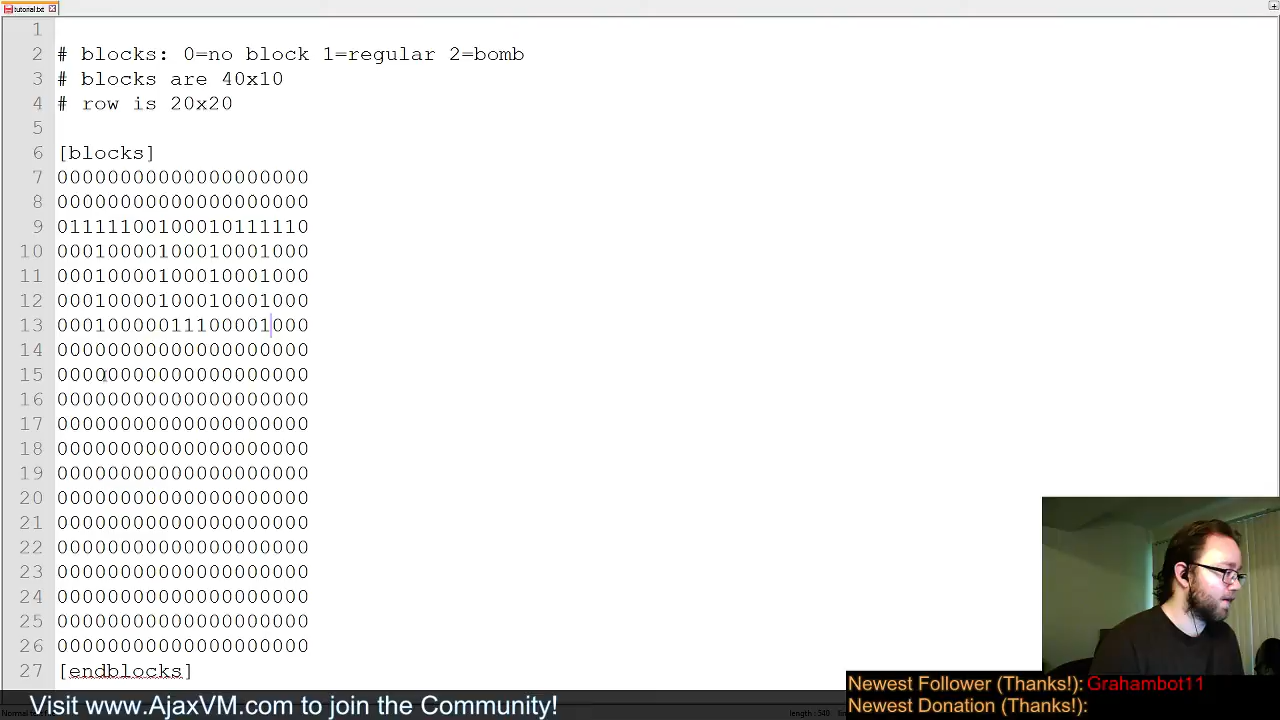 tutorial.txt
1
2 # blocks: 0=no block 1=regular 2=bomb
3 # blocks are 40x10
4 # row is 20x20
5
6 [blocks]
7 00000000000000000000
8 00000000000000000000
9 01111100100010111110
10 00010000100010001000
11 00010000100010001000
12 00010000100010001000
13 00010000011100001000
14 00000000000000000000
15 00000000000000000000
16 00000000000000000000
17 00000000000000000000
18 00000000000000000000
19 00000000000000000000
20 00000000000000000000
21 00000000000000000000
22 00000000000000000000
23 00000000000000000000
24 00000000000000000000
25 00000000000000000000
26 00000000000000000000
27 [endblocks]
Visit www.AjaxVM.com to join the Community!
Newest Follower (Thanks!): Grahambot11
Newest Donation (Thanks!):
length : 540